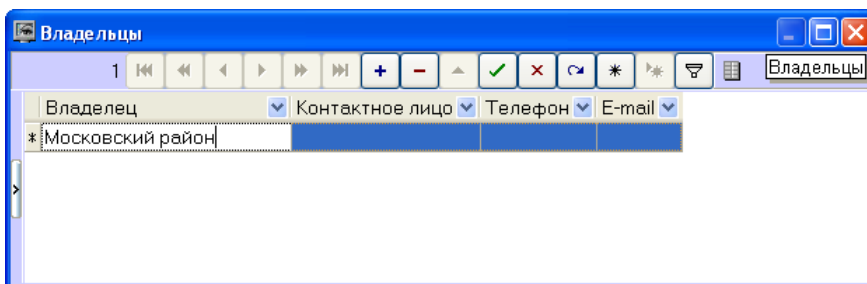 Владельцы
1
Владельцы
Владелец Контактное лицо Телефон E-mail
* Московский район